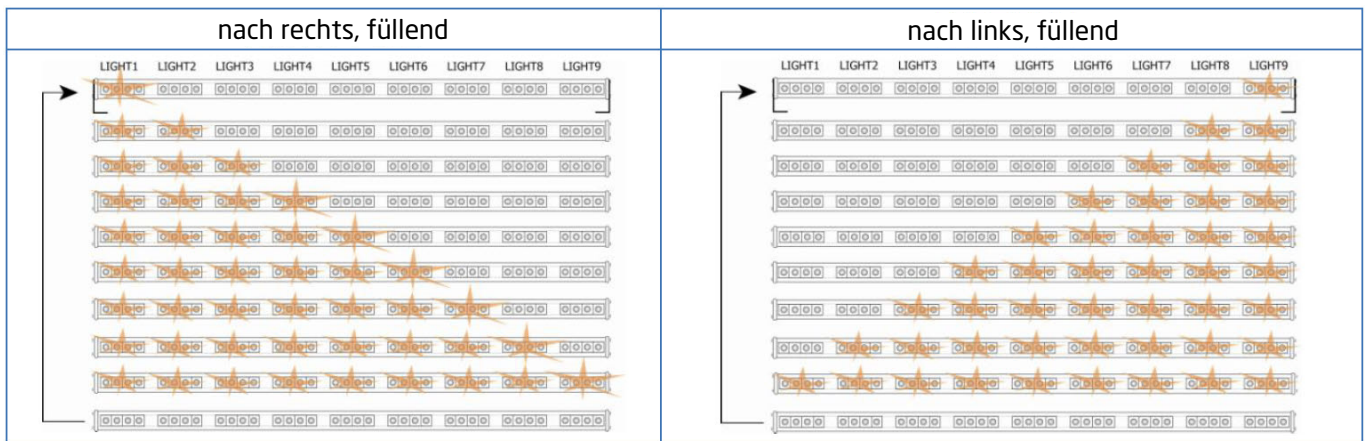 nach rechts, füllend
nach links, füllend
LIGHT1 LIGHT2 LIGHT3 LIGHT4 LIGHT5 LIGHT6 LIGHT7 LIGHT8 LIGHT9
LIGHT1 LIGHT2 LIGHT3 LIGHT4 LIGHT5 LIGHT6 LIGHT7 LIGHT8 LIGHT9